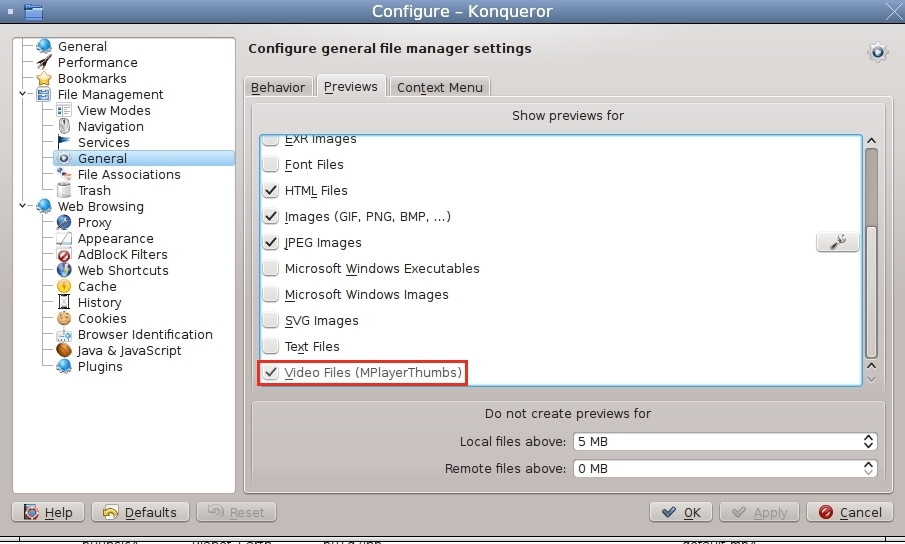 Configure – Konqueror
General
Performance
Bookmarks
File Management
View Modes
Navigation
Services
General
File Associations
Trash
Web Browsing
Proxy
Appearance
AdBlocK Filters
Web Shortcuts
Cache
History
Cookies
Browser Identification
Java & JavaScript
Plugins
Configure general file manager settings
Behavior Previews Context Menu
Show previews for
EXR Images
Font Files
HTML Files
Images (GIF, PNG, BMP, ...)
JPEG Images
Microsoft Windows Executables
Microsoft Windows Images
SVG Images
Text Files
Video Files (MPlayerThumbs)
Do not create previews for
Local files above: 5 MB
Remote files above: 0 MB
Help Defaults Reset OK Apply Cancel